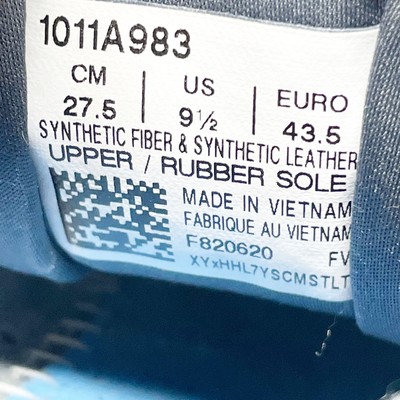 1011A983
CM US EURO
27.5 9½ 43.5
SYNTHETIC FIBER & SYNTHETIC LEATHER
UPPER / RUBBER SOLE
MADE IN VIETNAM
FABRIQUE AU VIETNAM
F820620 FV
XYxHHL7YSCMSTLT